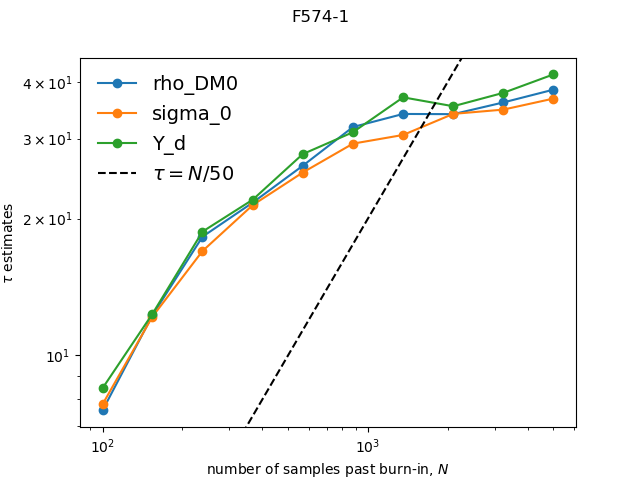 F574-1
rho_DM0
sigma_0
Y_d
τ = N/50
4 × 10¹
3 × 10¹
2 × 10¹
10¹
τ estimates
10²
10³
number of samples past burn-in, N